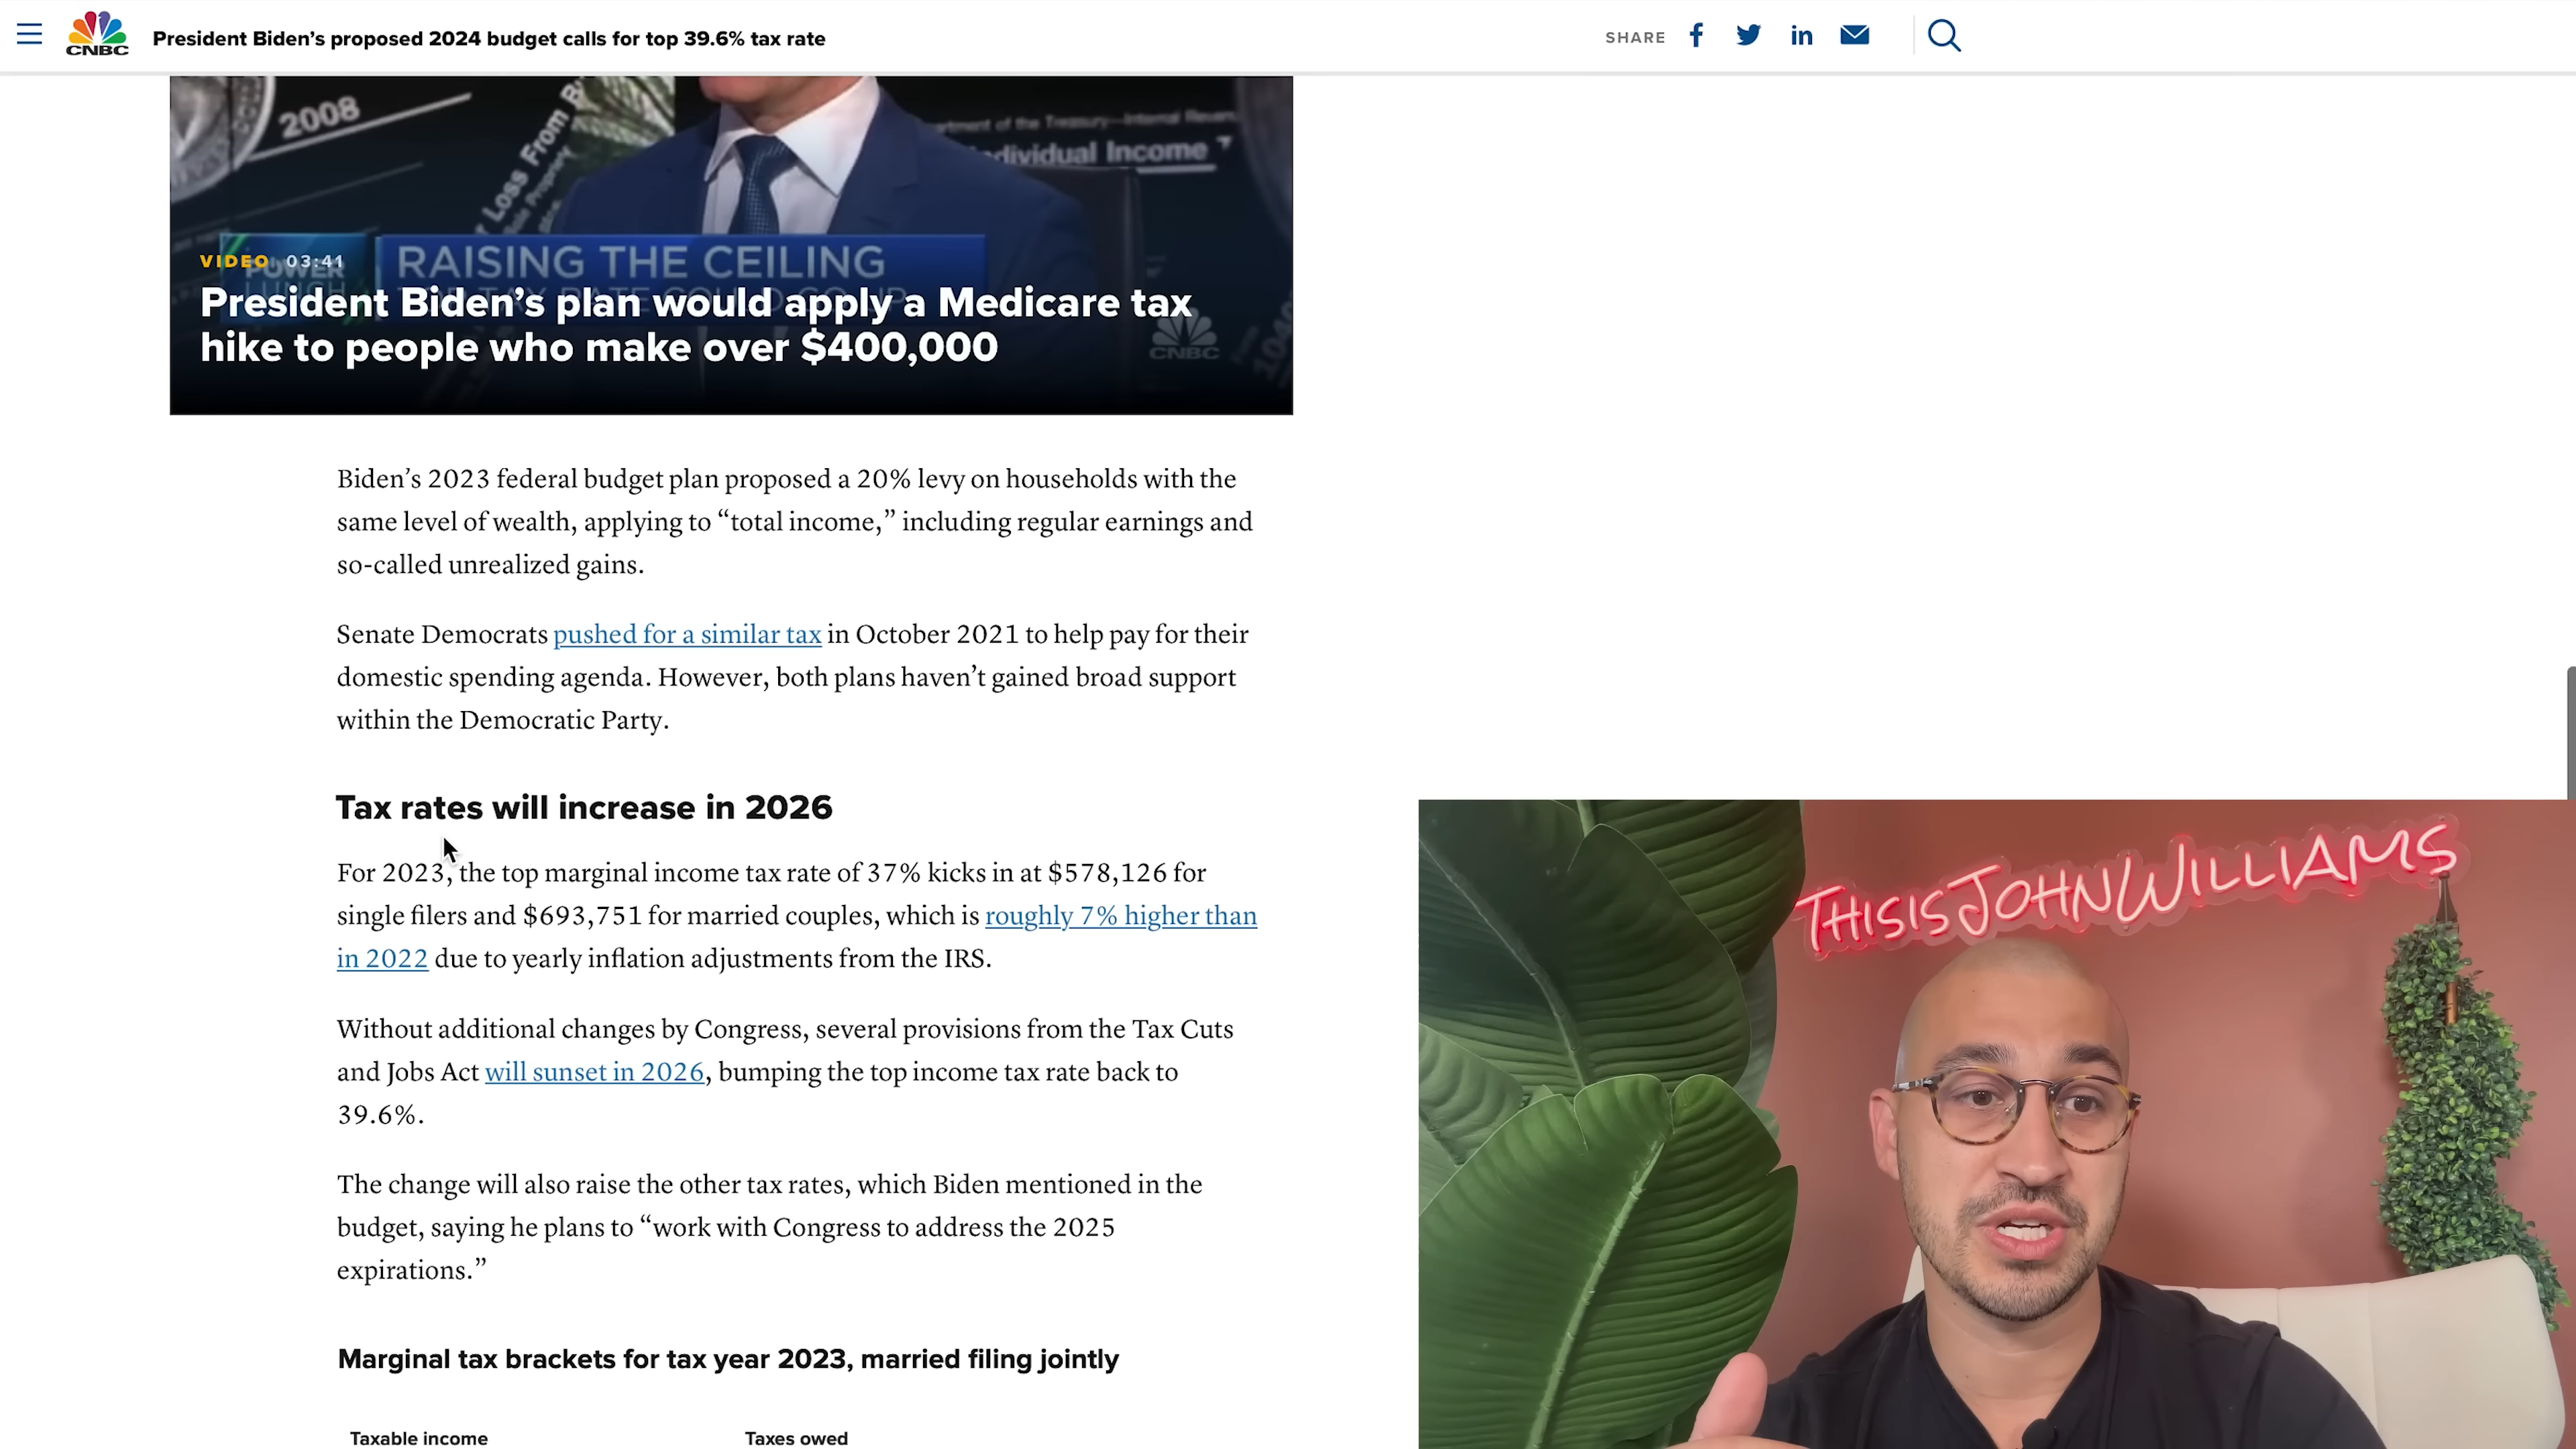 CNBC
President Biden’s proposed 2024 budget calls for top 39.6% tax rate
SHARE
2008
Loss From
dividual Income
RAISING THE CEILING
VIDEO 03:41
POWER
LUNCH
President Biden’s plan would apply a Medicare tax
hike to people who make over $400,000
CNBC
1040
Biden’s 2023 federal budget plan proposed a 20% levy on households with the
same level of wealth, applying to “total income,” including regular earnings and
so-called unrealized gains.
Senate Democrats pushed for a similar tax in October 2021 to help pay for their
domestic spending agenda. However, both plans haven’t gained broad support
within the Democratic Party.
Tax rates will increase in 2026
For 2023, the top marginal income tax rate of 37% kicks in at $578,126 for
single filers and $693,751 for married couples, which is roughly 7% higher than
in 2022 due to yearly inflation adjustments from the IRS.
Without additional changes by Congress, several provisions from the Tax Cuts
and Jobs Act will sunset in 2026, bumping the top income tax rate back to
39.6%.
The change will also raise the other tax rates, which Biden mentioned in the
budget, saying he plans to “work with Congress to address the 2025
expirations.”
Marginal tax brackets for tax year 2023, married filing jointly
Taxable income
Taxes owed
THISISJOHNWILLIAMS